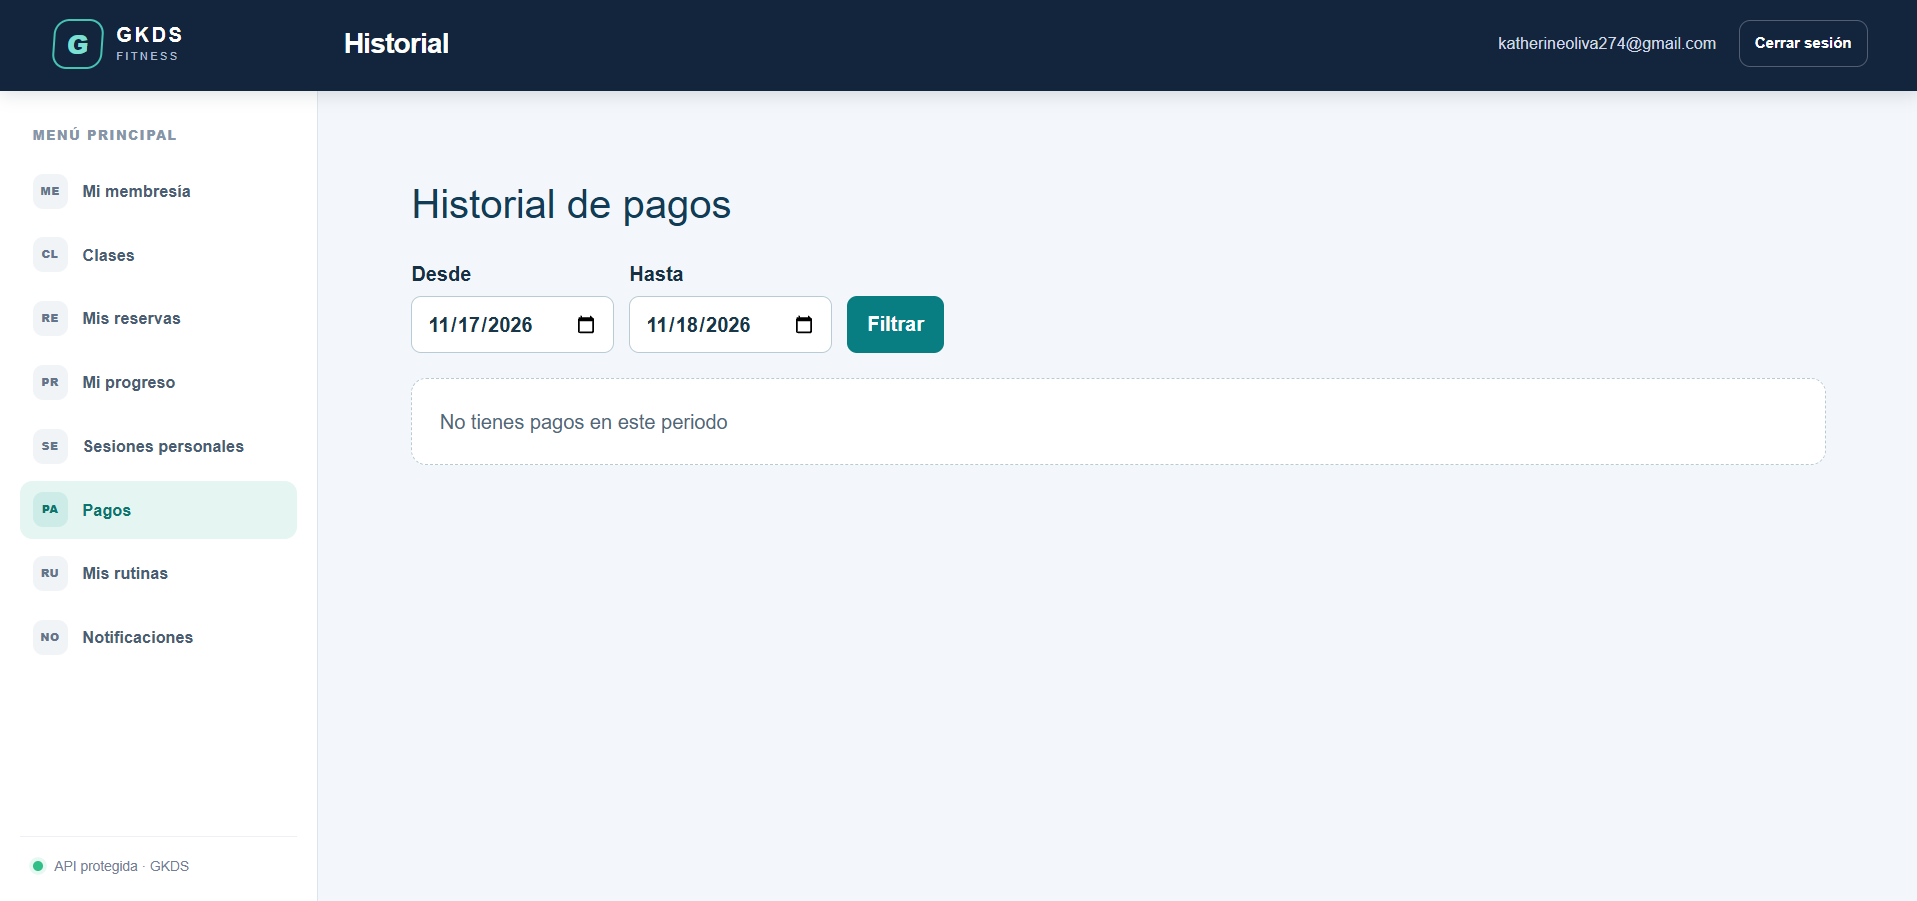 G
GKDS
FITNESS
Historial
katherineoliva274@gmail.com
Cerrar sesión
MENÚ PRINCIPAL
ME Mi membresía
CL Clases
RE Mis reservas
PR Mi progreso
SE Sesiones personales
PA Pagos
RU Mis rutinas
NO Notificaciones
API protegida · GKDS
Historial de pagos
Desde Hasta
11/17/2026 11/18/2026 Filtrar
No tienes pagos en este periodo